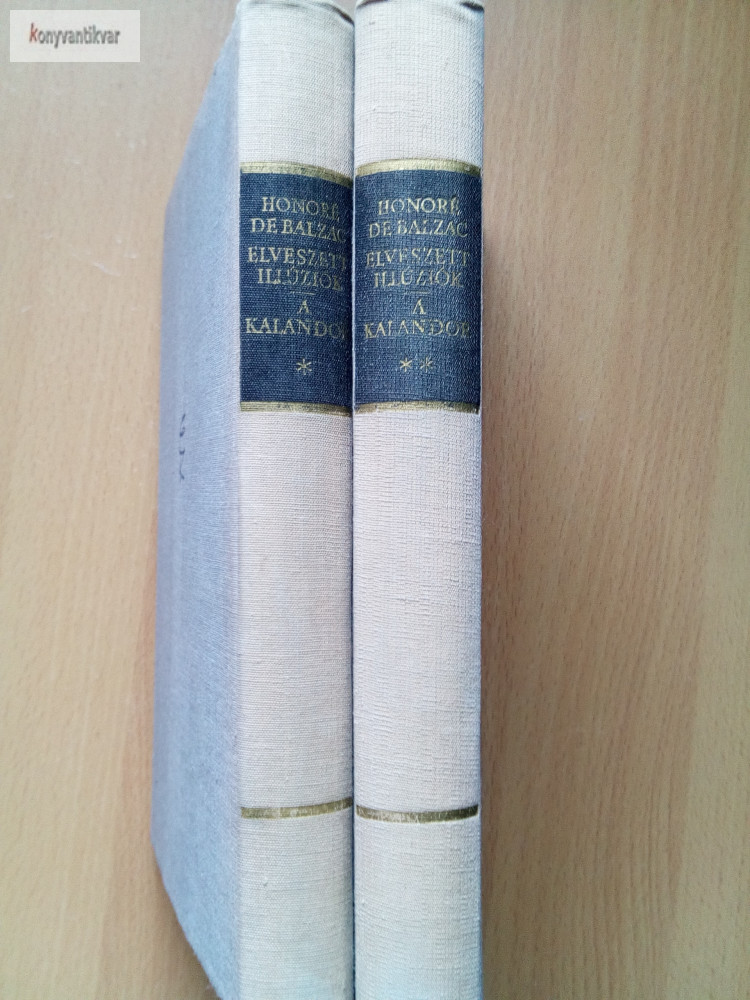 konyvantikvar
HONORÉ
DE BALZAC
ELVESZETT
ILLÚZIÓK
A
KALANDOR
*
HONORÉ
DE BALZAC
ELVESZETT
ILLÚZIÓK
A
KALANDOR
**